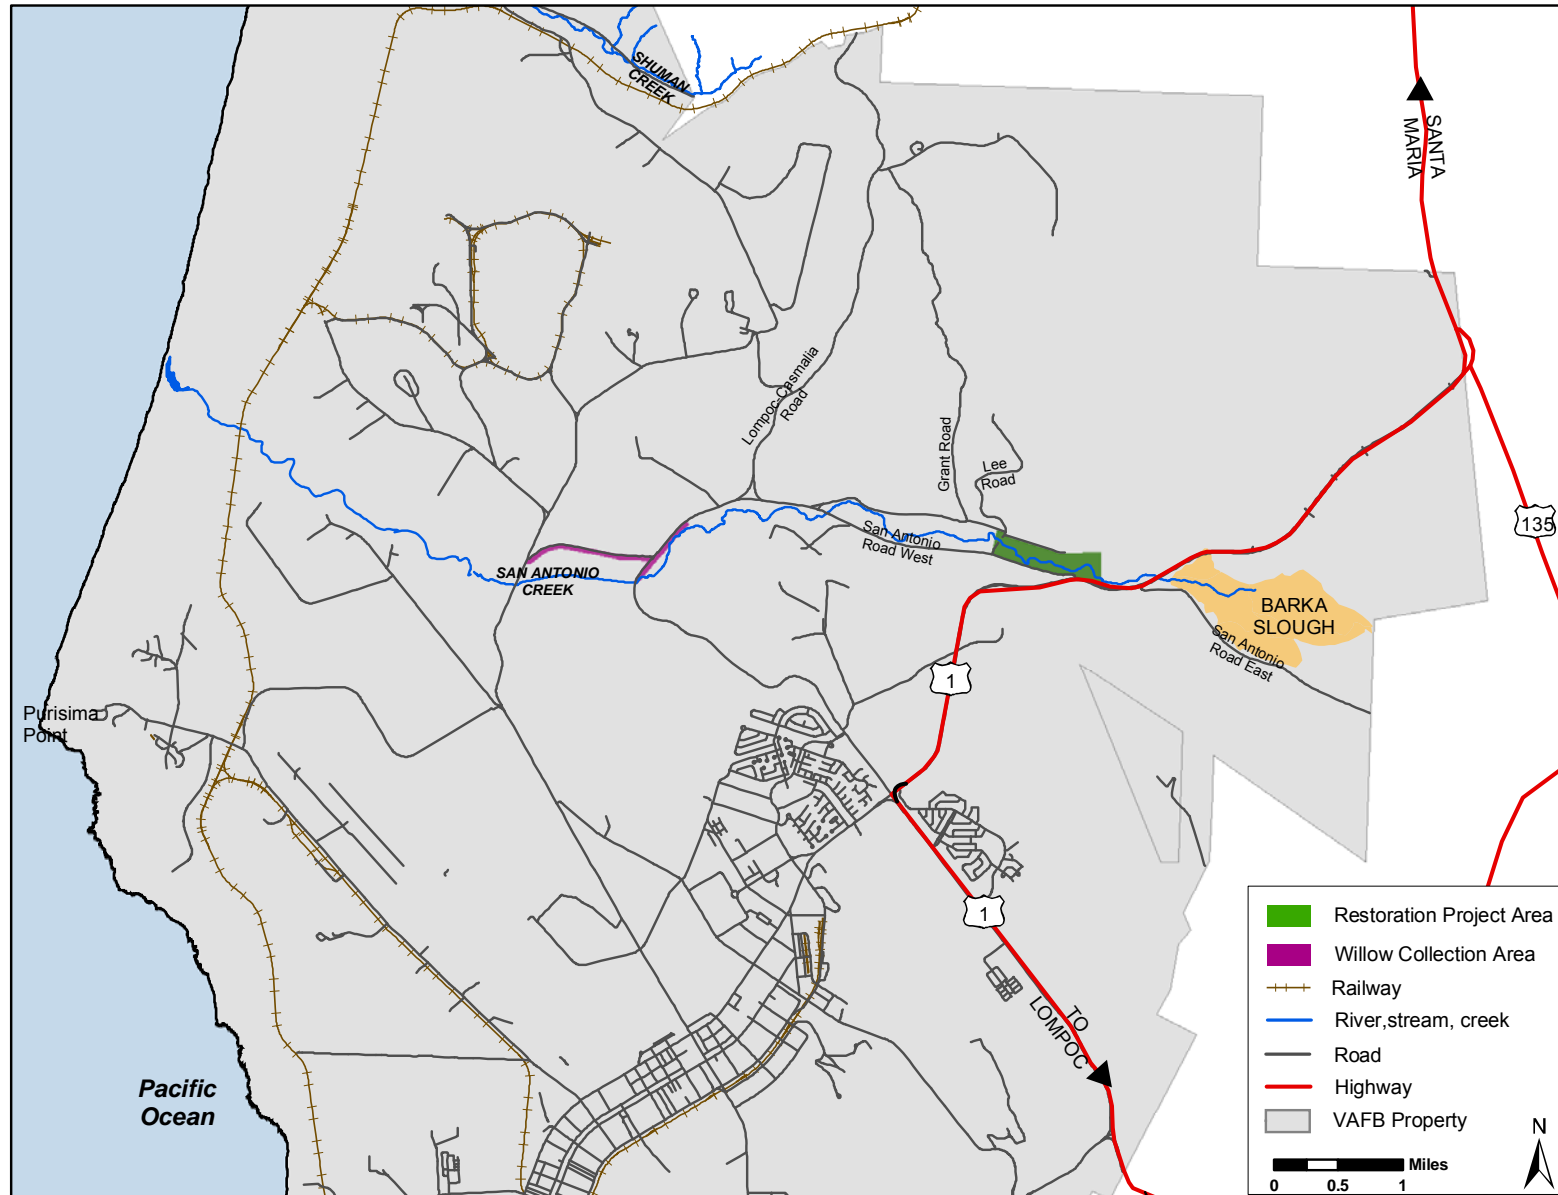 SHUMAN
CREEK
SANTA
MARIA
Lompoc-Casmalia
Road
Grant Road
Lee
Road
135
San Antonio
Road West
SAN ANTONIO
CREEK
BARKA
SLOUGH
San Antonio
Road East
1
Purisima
Point
1
TO
LOMPOC
Pacific
Ocean
Restoration Project Area
Willow Collection Area
Railway
River,stream, creek
Road
Highway
VAFB Property
N
Miles
0 0.5 1